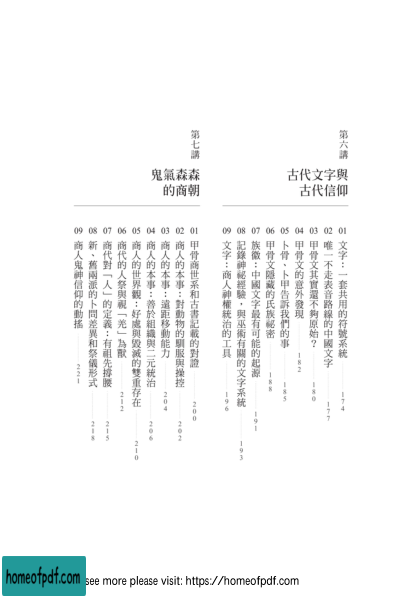 第六講
古代文字與
古代信仰
01 文字：一套共用的符號系統 174
02 唯一不走表音路線的中國文字 177
03 甲骨文其實還不夠原始？ 180
04 甲骨文的意外發現 182
05 卜骨、卜甲告訴我們的事 185
06 甲骨文隱藏的氏族祕密 188
07 族徽：中國文字最有可能的起源 191
08 記錄神祕經驗，與巫術有關的文字系統 193
09 文字：商人神權統治的工具 196
第七講
鬼氣森森
的商朝
01 甲骨商世系和古書記載的對證 200
02 商人的本事：對動物的馴服與操控 202
03 商人的本事：遠距移動能力 204
04 商人的本事：善於組織與二元統治 206
05 商人的世界觀：好處與毀滅的雙重存在 210
06 商代的人祭與視「羌」為獸 212
07 商代對「人」的定義：有祖先撐腰 215
08 新、舊兩派的卜問差異和祭儀形式 218
09 商人鬼神信仰的動搖 221
homeofpdf.com
see more please visit: https://homeofpdf.com